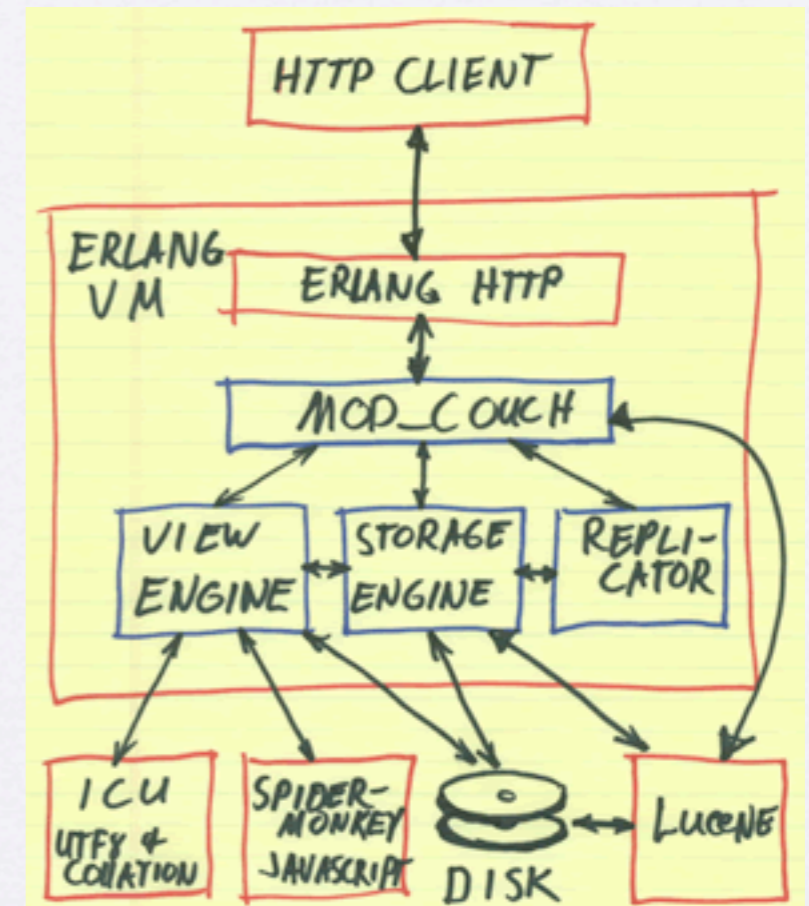 HTTP CLIENT
ERLANG
VM
ERLANG HTTP
MOD_COUCH
VIEW
ENGINE
STORAGE
ENGINE
REPLI-
CATOR
ICU
UTF8 &
COLLATION
SPIDER-
MONKEY
JAVASCRIPT
DISK
LUCENE